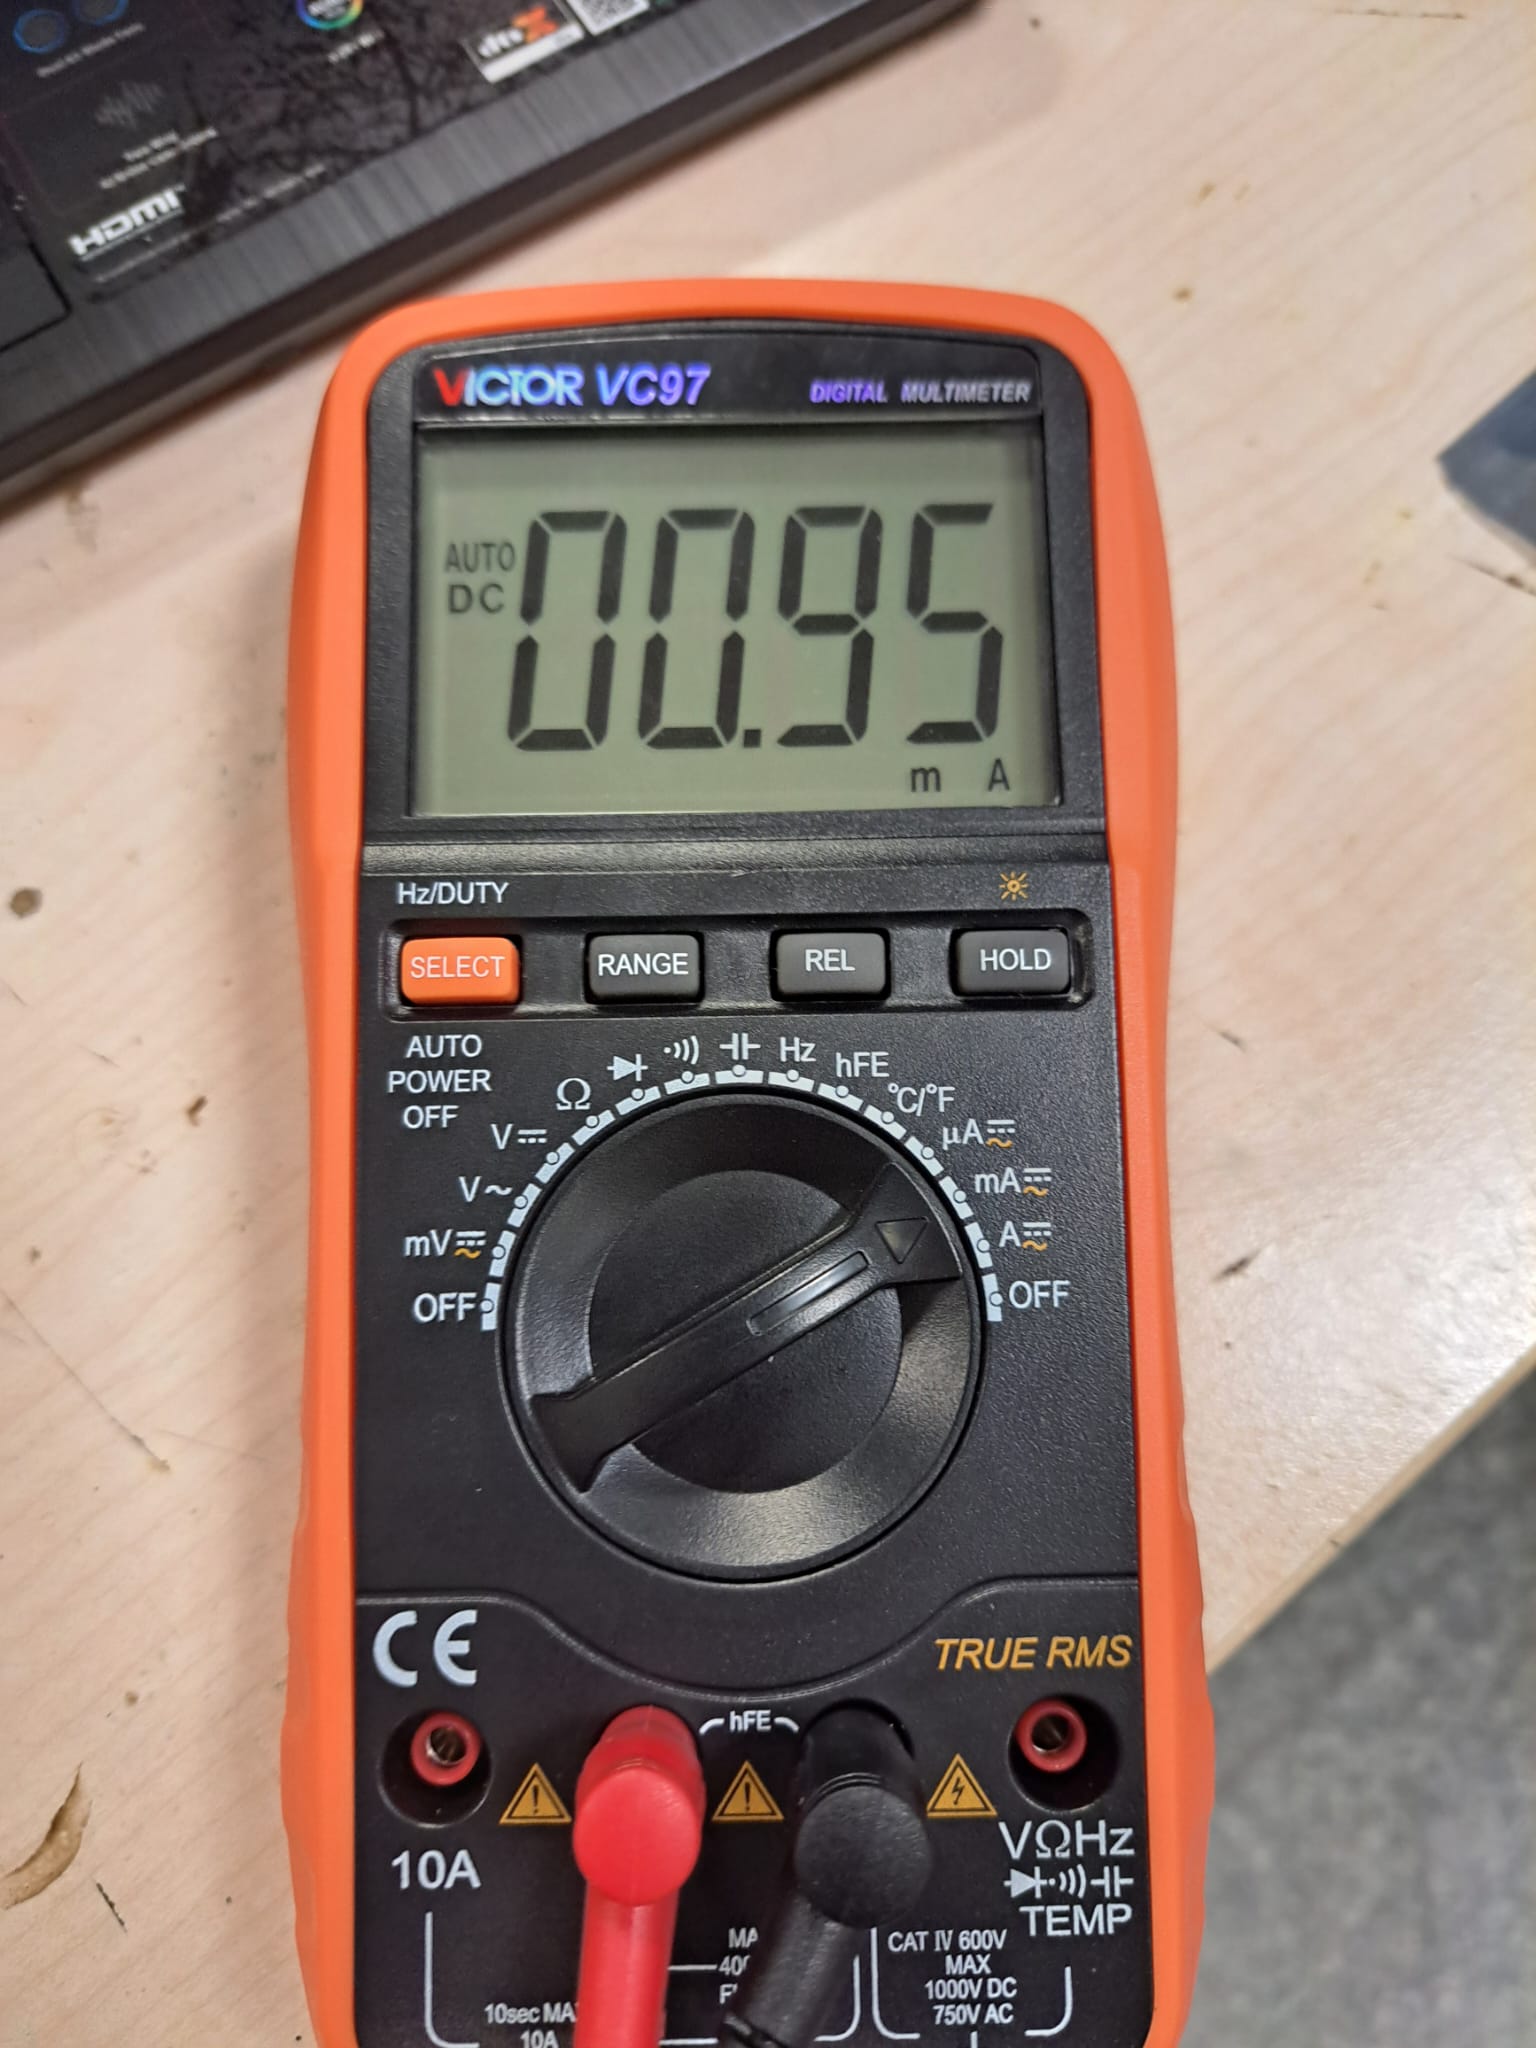 HDMI
VICTOR VC97 DIGITAL MULTIMETER
AUTO
DC
00.95
m A
Hz/DUTY
SELECT RANGE REL HOLD
AUTO
POWER
OFF
OFF
mV
V~
V
Ω
Hz
hFE
°C/°F
μA
mA
A
OFF
CE
TRUE RMS
hFE
10A
VΩHz
TEMP
10sec MA
10A
MA
CAT IV 600V
MAX
1000V DC
750V AC